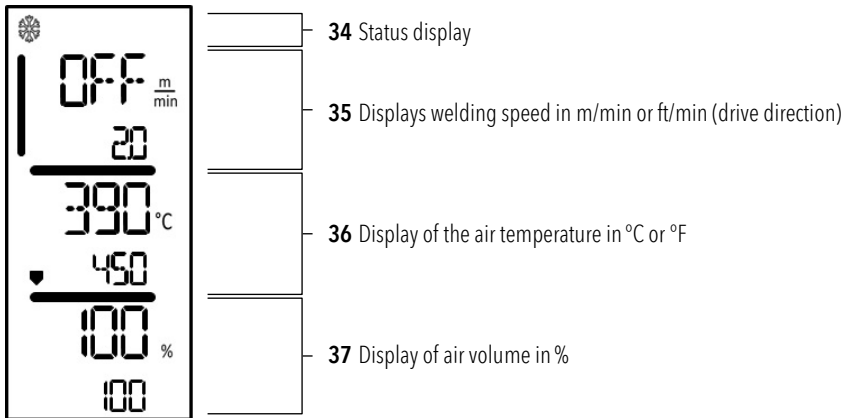 34 Status display
OFF m/min
2.0
35 Displays welding speed in m/min or ft/min (drive direction)
390 °C
450
36 Display of the air temperature in °C or °F
100 %
100
37 Display of air volume in %